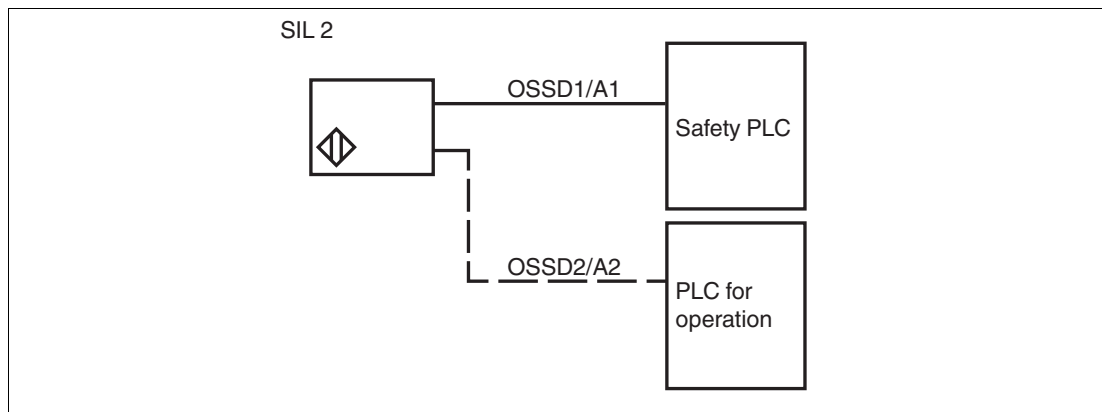 SIL 2
OSSD1/A1
Safety PLC
OSSD2/A2
PLC for
operation